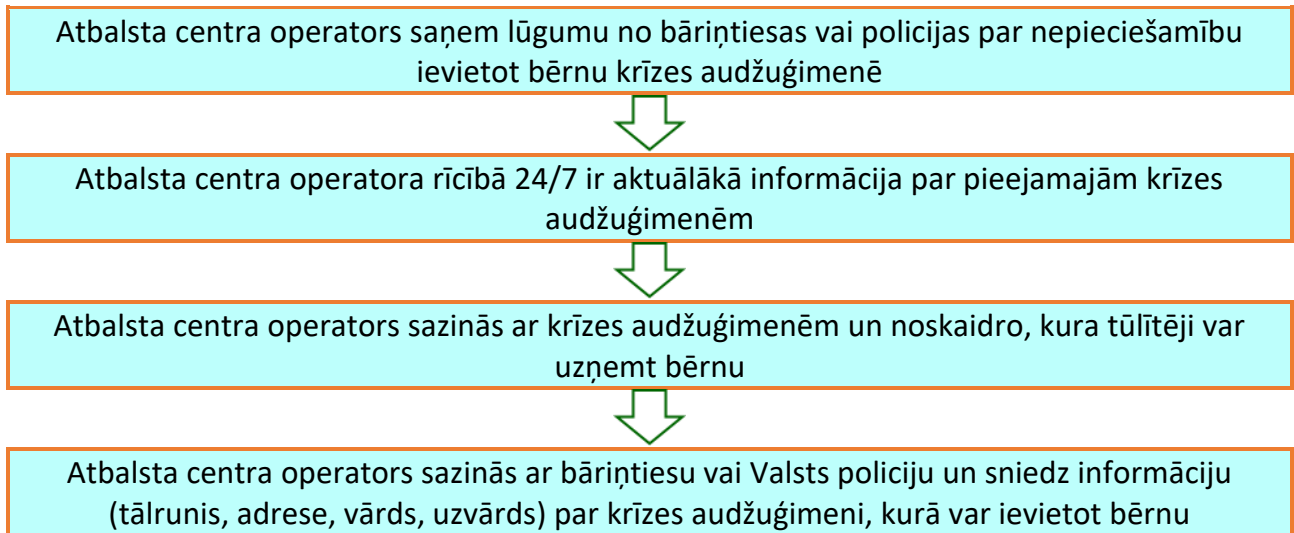 Atbalsta centra operators saņem lūgumu no bāriņtiesas vai policijas par nepieciešamību
ievietot bērnu krīzes audžuģimenē
Atbalsta centra operatora rīcībā 24/7 ir aktuālākā informācija par pieejamajām krīzes
audžuģimenēm
Atbalsta centra operators sazinās ar krīzes audžuģimenēm un noskaidro, kura tūlītēji var
uzņemt bērnu
Atbalsta centra operators sazinās ar bāriņtiesu vai Valsts policiju un sniedz informāciju
(tālrunis, adrese, vārds, uzvārds) par krīzes audžuģimeni, kurā var ievietot bērnu